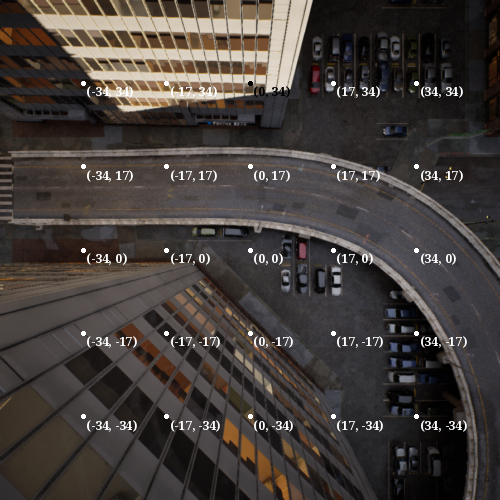 (-34, 34) (-17, 34) (0, 34) (17, 34) (34, 34)
(-34, 17) (-17, 17) (0, 17) (17, 17) (34, 17)
(-34, 0) (-17, 0) (0, 0) (17, 0) (34, 0)
(-34, -17) (-17, -17) (0, -17) (17, -17) (34, -17)
(-34, -34) (-17, -34) (0, -34) (17, -34) (34, -34)